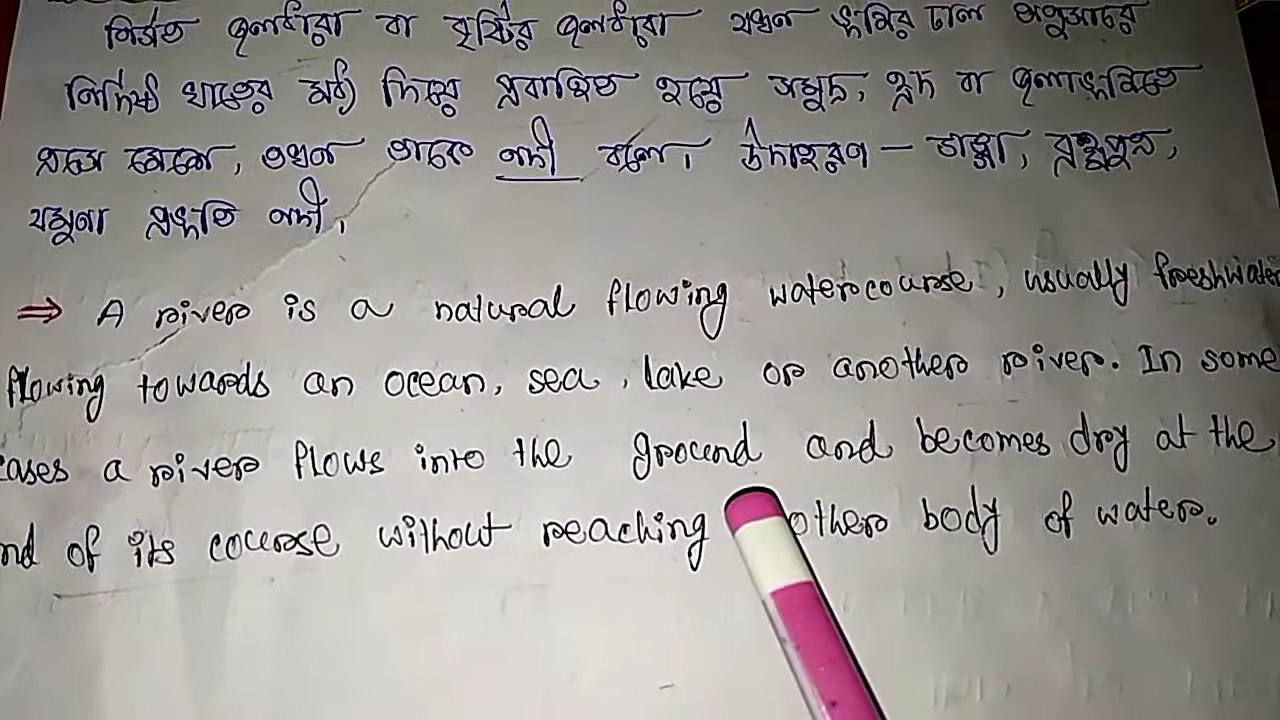 নির্গত জলধারা বা বৃষ্টির জলধারা যখন ভূমির ঢাল অনুসারে
নির্দিষ্ট খাতের মধ্য দিয়ে প্রবাহিত হয়ে সমুদ্র, হ্রদ বা জলাভূমিতে
এসে মেশে, তখন তাকে নদী বলে। উদাহরণ – গঙ্গা, ব্রহ্মপুত্র,
যমুনা প্রভৃতি নদী।
⇒ A river is a natural flowing watercourse, usually freshwater
flowing towards an ocean, sea, lake or another river. In some
cases a river flows into the ground and becomes dry at the
nd of its course without reaching other body of water.